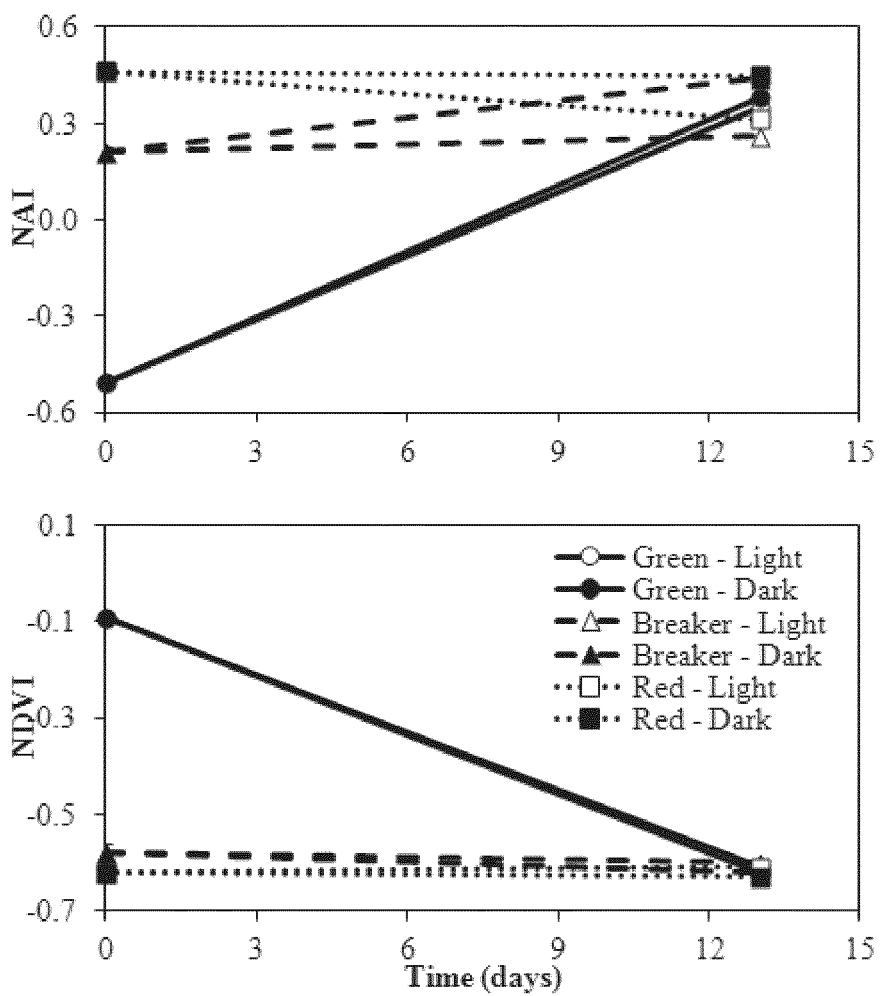 0.6
0.3
0.0
-0.3
-0.6
NAI
0 3 6 9 12 15
0.1
-0.1
-0.3
-0.5
-0.7
NDVI
Green - Light
Green - Dark
Breaker - Light
Breaker - Dark
Red - Light
Red - Dark
0 3 6 9 12 15
Time (days)